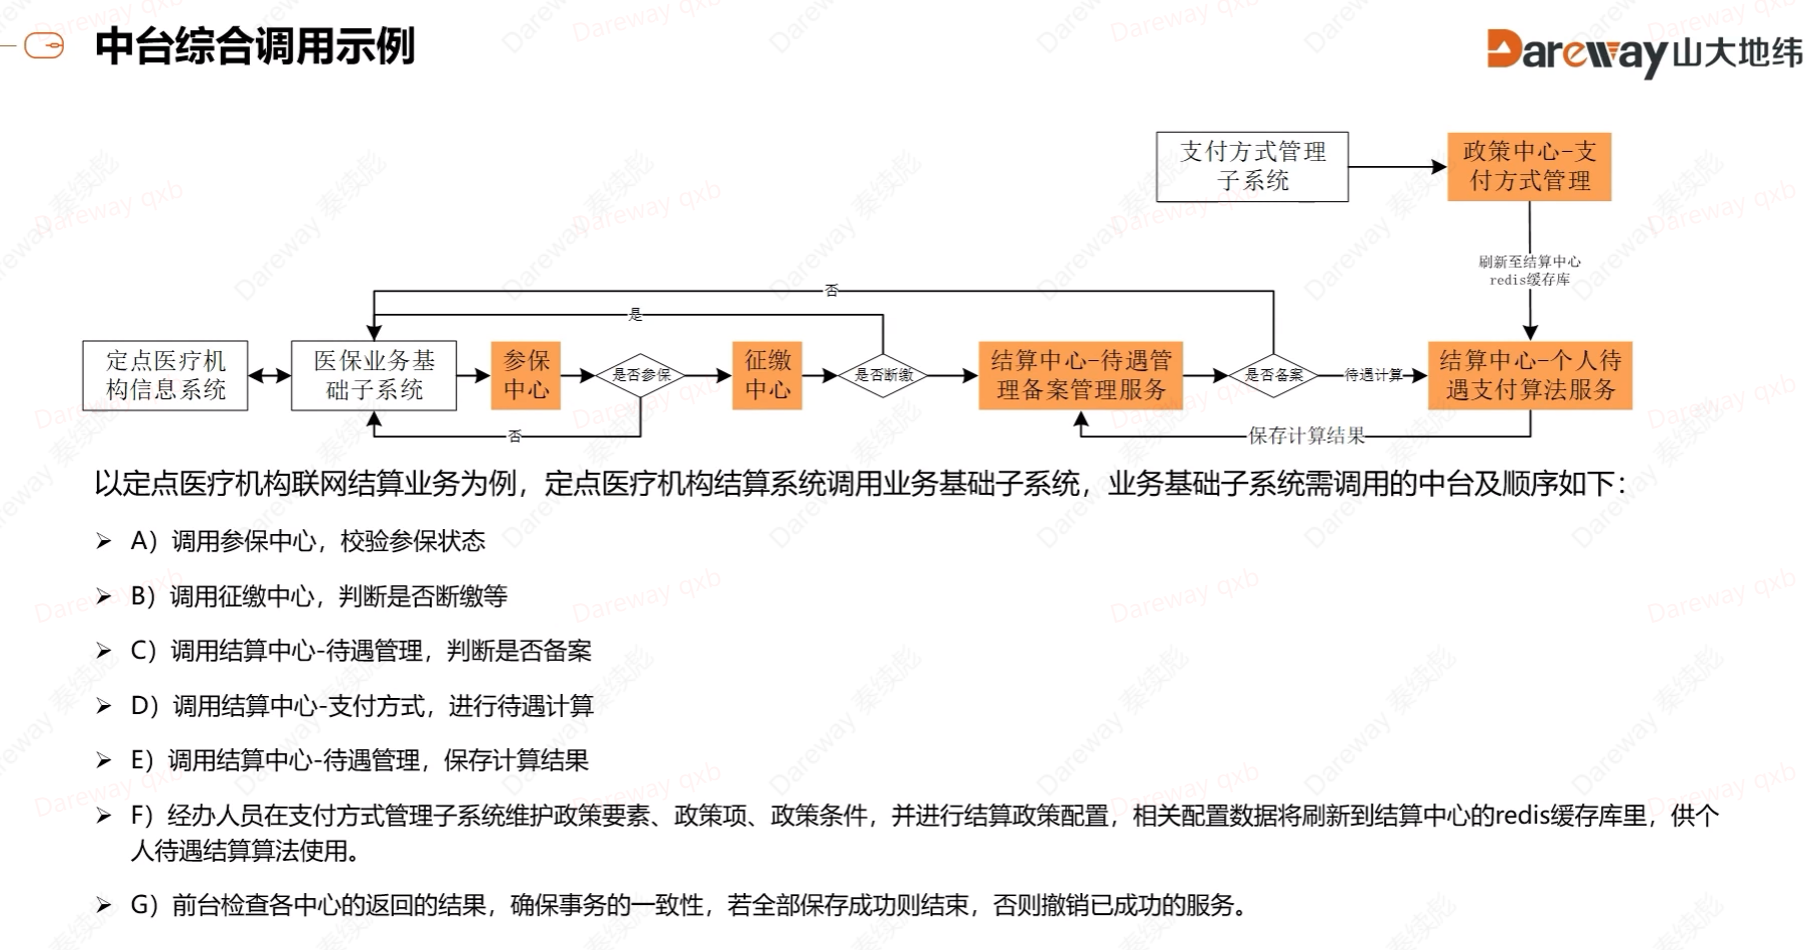 中台综合调用示例
Dareway山大地纬
支付方式管理
子系统
政策中心-支
付方式管理
刷新至结算中心
redis缓存库
否
是
定点医疗机
构信息系统
医保业务基
础子系统
参保
中心
是否参保
征缴
中心
是否断缴
结算中心-待遇管
理备案管理服务
是否备案
待遇计算
结算中心-个人待
遇支付算法服务
否
保存计算结果
以定点医疗机构联网结算业务为例，定点医疗机构结算系统调用业务基础子系统，业务基础子系统需调用的中台及顺序如下：
➢ A）调用参保中心，校验参保状态
➢ B）调用征缴中心，判断是否断缴等
➢ C）调用结算中心-待遇管理，判断是否备案
➢ D）调用结算中心-支付方式，进行待遇计算
➢ E）调用结算中心-待遇管理，保存计算结果
➢ F）经办人员在支付方式管理子系统维护政策要素、政策项、政策条件，并进行结算政策配置，相关配置数据将刷新到结算中心的redis缓存库里，供个
人待遇结算算法使用。
➢ G）前台检查各中心的返回的结果，确保事务的一致性，若全部保存成功则结束，否则撤销已成功的服务。
Dareway qxb
Dareway 秦续彪